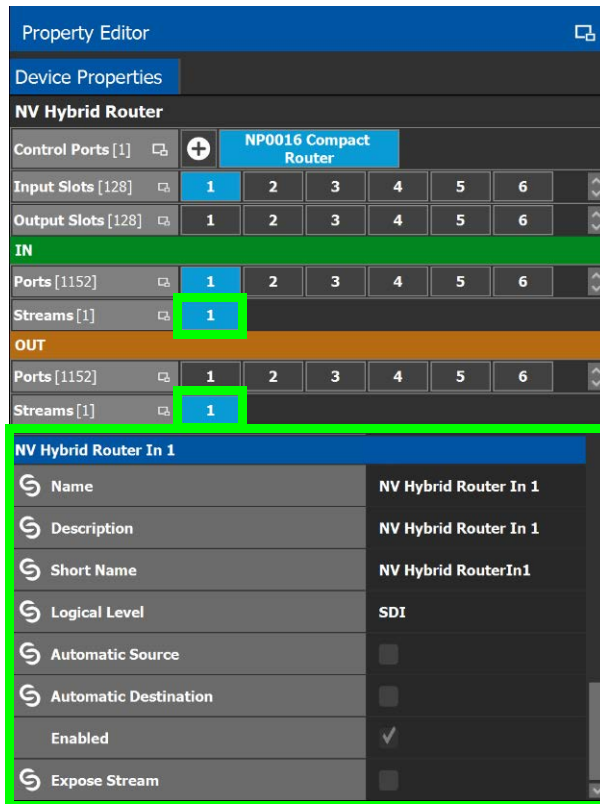 Property Editor
Device Properties
NV Hybrid Router
Control Ports [1] NP0016 Compact
Router
Input Slots [128] 1 2 3 4 5 6
Output Slots [128] 1 2 3 4 5 6
IN
Ports [1152] 1 2 3 4 5 6
Streams [1] 1
OUT
Ports [1152] 1 2 3 4 5 6
Streams [1] 1
NV Hybrid Router In 1
Name NV Hybrid Router In 1
Description NV Hybrid Router In 1
Short Name NV Hybrid RouterIn1
Logical Level SDI
Automatic Source
Automatic Destination
Enabled
Expose Stream